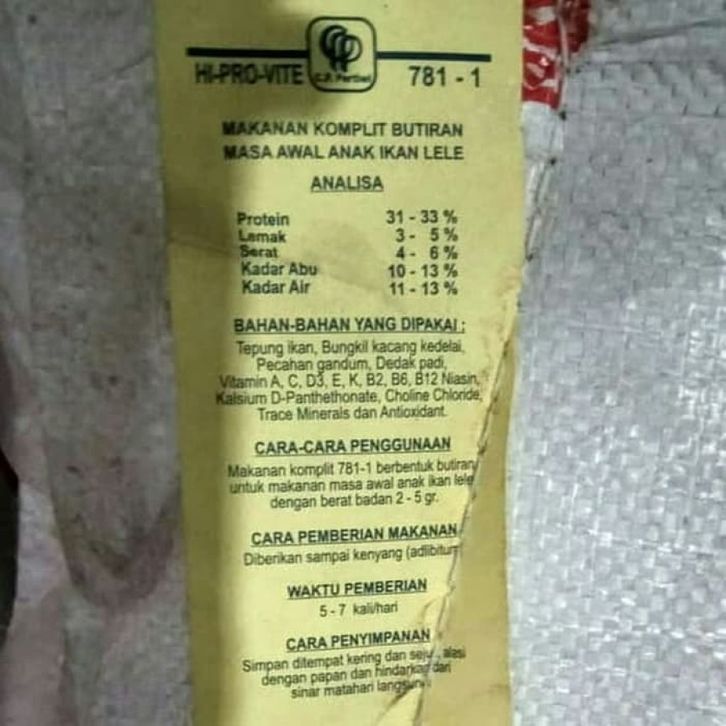 HI-PRO-VITE 781 - 1
MAKANAN KOMPLIT BUTIRAN
MASA AWAL ANAK IKAN LELE
ANALISA
Protein 31 - 33 %
Lemak 3 - 5 %
Serat 4 - 6 %
Kadar Abu 10 - 13 %
Kadar Air 11 - 13 %
BAHAN-BAHAN YANG DIPAKAI :
Tepung ikan, Bungkil kacang kedelai,
Pecahan gandum, Dedak padi,
Vitamin A, C, D3, E, K, B2, B6, B12 Niasin,
Kalsium D-Panthethonate, Choline Chloride,
Trace Minerals dan Antioxidant.
CARA-CARA PENGGUNAAN
Makanan komplit 781-1 berbentuk butiran
untuk makanan masa awal anak ikan lele
dengan berat badan 2 - 5 gr.
CARA PEMBERIAN MAKANAN
Diberikan sampai kenyang (adlibitum
WAKTU PEMBERIAN
5 - 7 kali/hari
CARA PENYIMPANAN
Simpan ditempat kering dan alasi
dengan papan dan hindarkan dari
sinar matahari